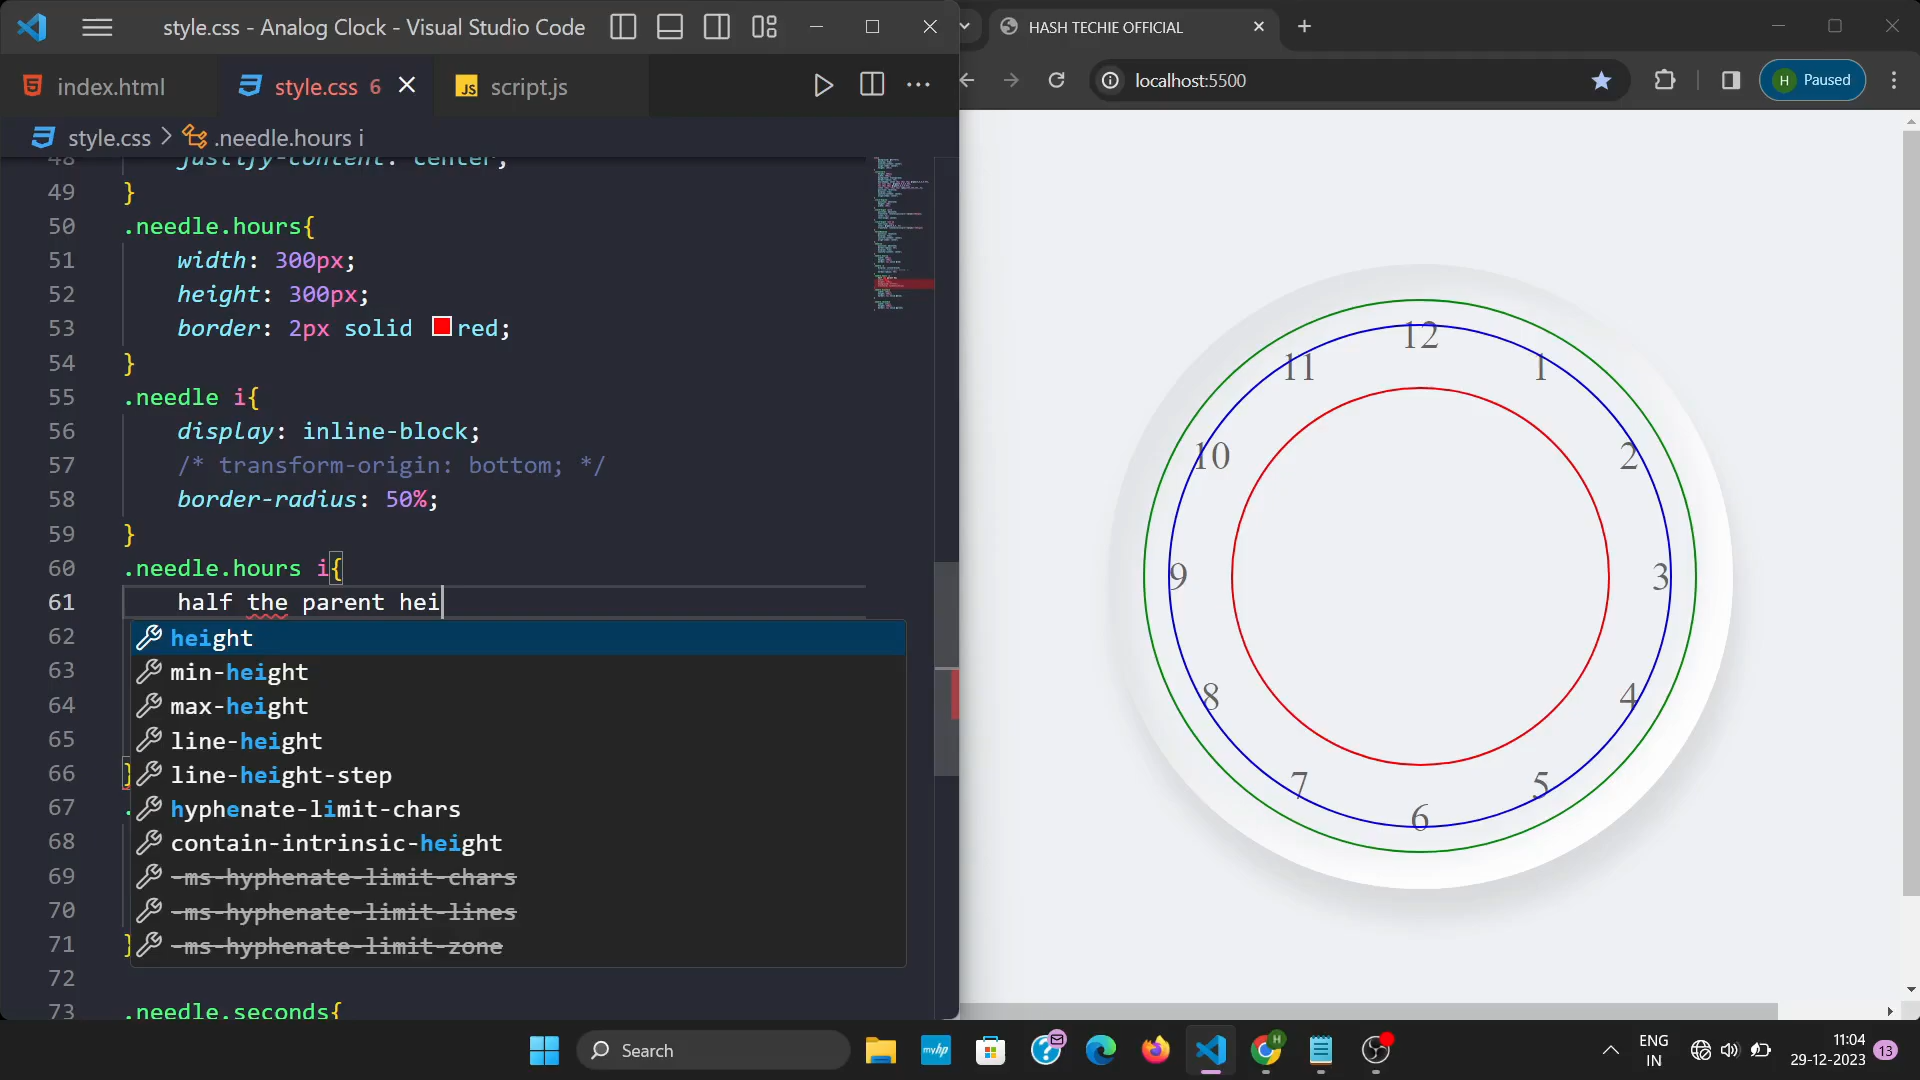 style.css - Analog Clock - Visual Studio Code
index.html
style.css 6
JS script.js
style.css > .needle.hours i
48 justify-content: center;
49 }
50 .needle.hours{
51 width: 300px;
52 height: 300px;
53 border: 2px solid red;
54 }
55 .needle i{
56 display: inline-block;
57 /* transform-origin: bottom; */
58 border-radius: 50%;
59 }
60 .needle.hours i{
61 half the parent hei
62
63
64
65
66 }
67 .
68
69
70
71 }
72
73 .needle.seconds{
height
min-height
max-height
line-height
line-height-step
hyphenate-limit-chars
contain-intrinsic-height
-ms-hyphenate-limit-chars
-ms-hyphenate-limit-lines
-ms-hyphenate-limit-zone
HASH TECHIE OFFICIAL
localhost:5500
H Paused
12
1
2
3
4
5
6
7
8
9
10
11
Search
myhp
H
ENG
IN
11:04
29-12-2023
13